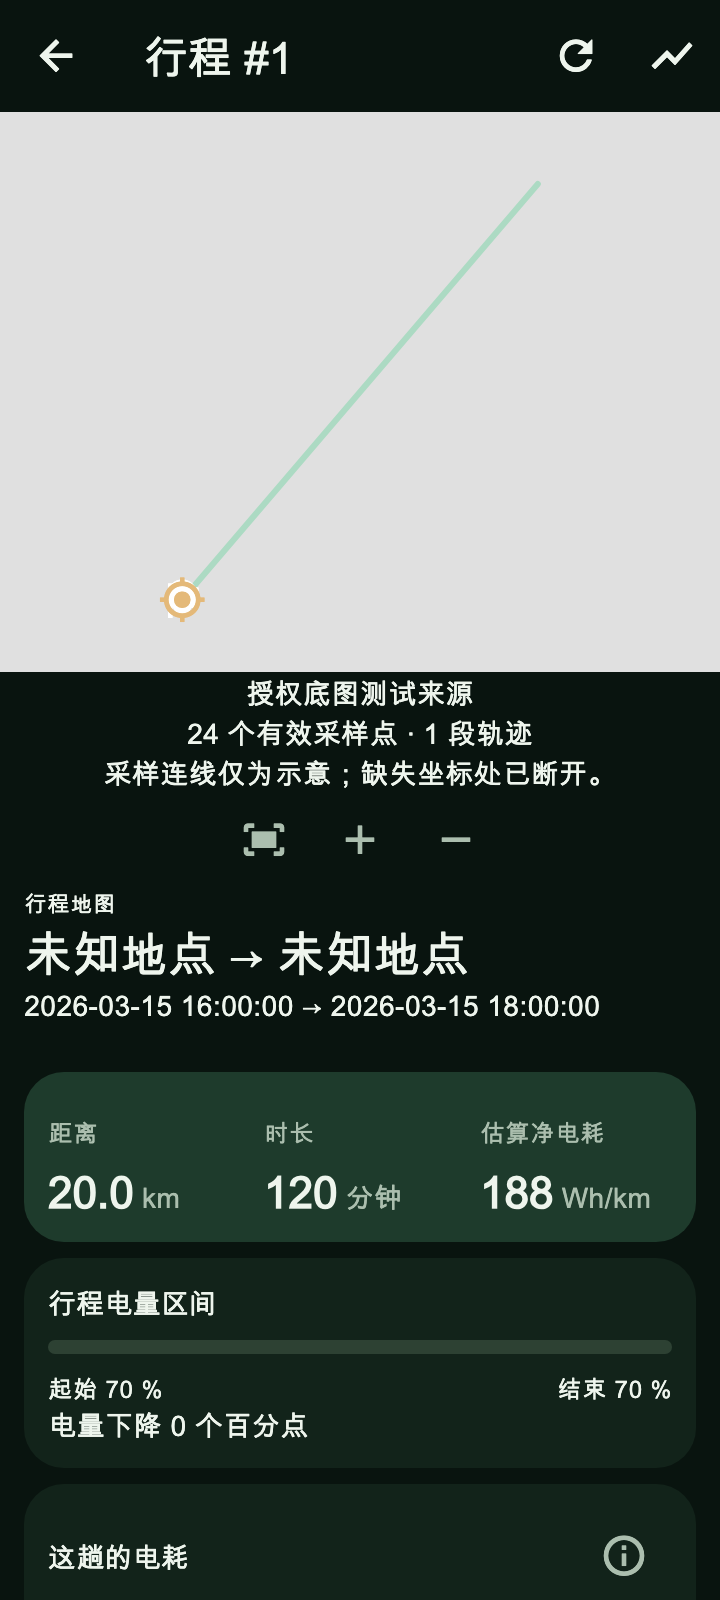 行程 #1
授权底图测试来源
24 个有效采样点 · 1 段轨迹
采样连线仅为示意；缺失坐标处已断开。
行程地图
未知地点 → 未知地点
2026-03-15 16:00:00 → 2026-03-15 18:00:00
距离 时长 估算净电耗
20.0 km 120 分钟 188 Wh/km
行程电量区间
起始 70 % 结束 70 %
电量下降 0 个百分点
这趟的电耗